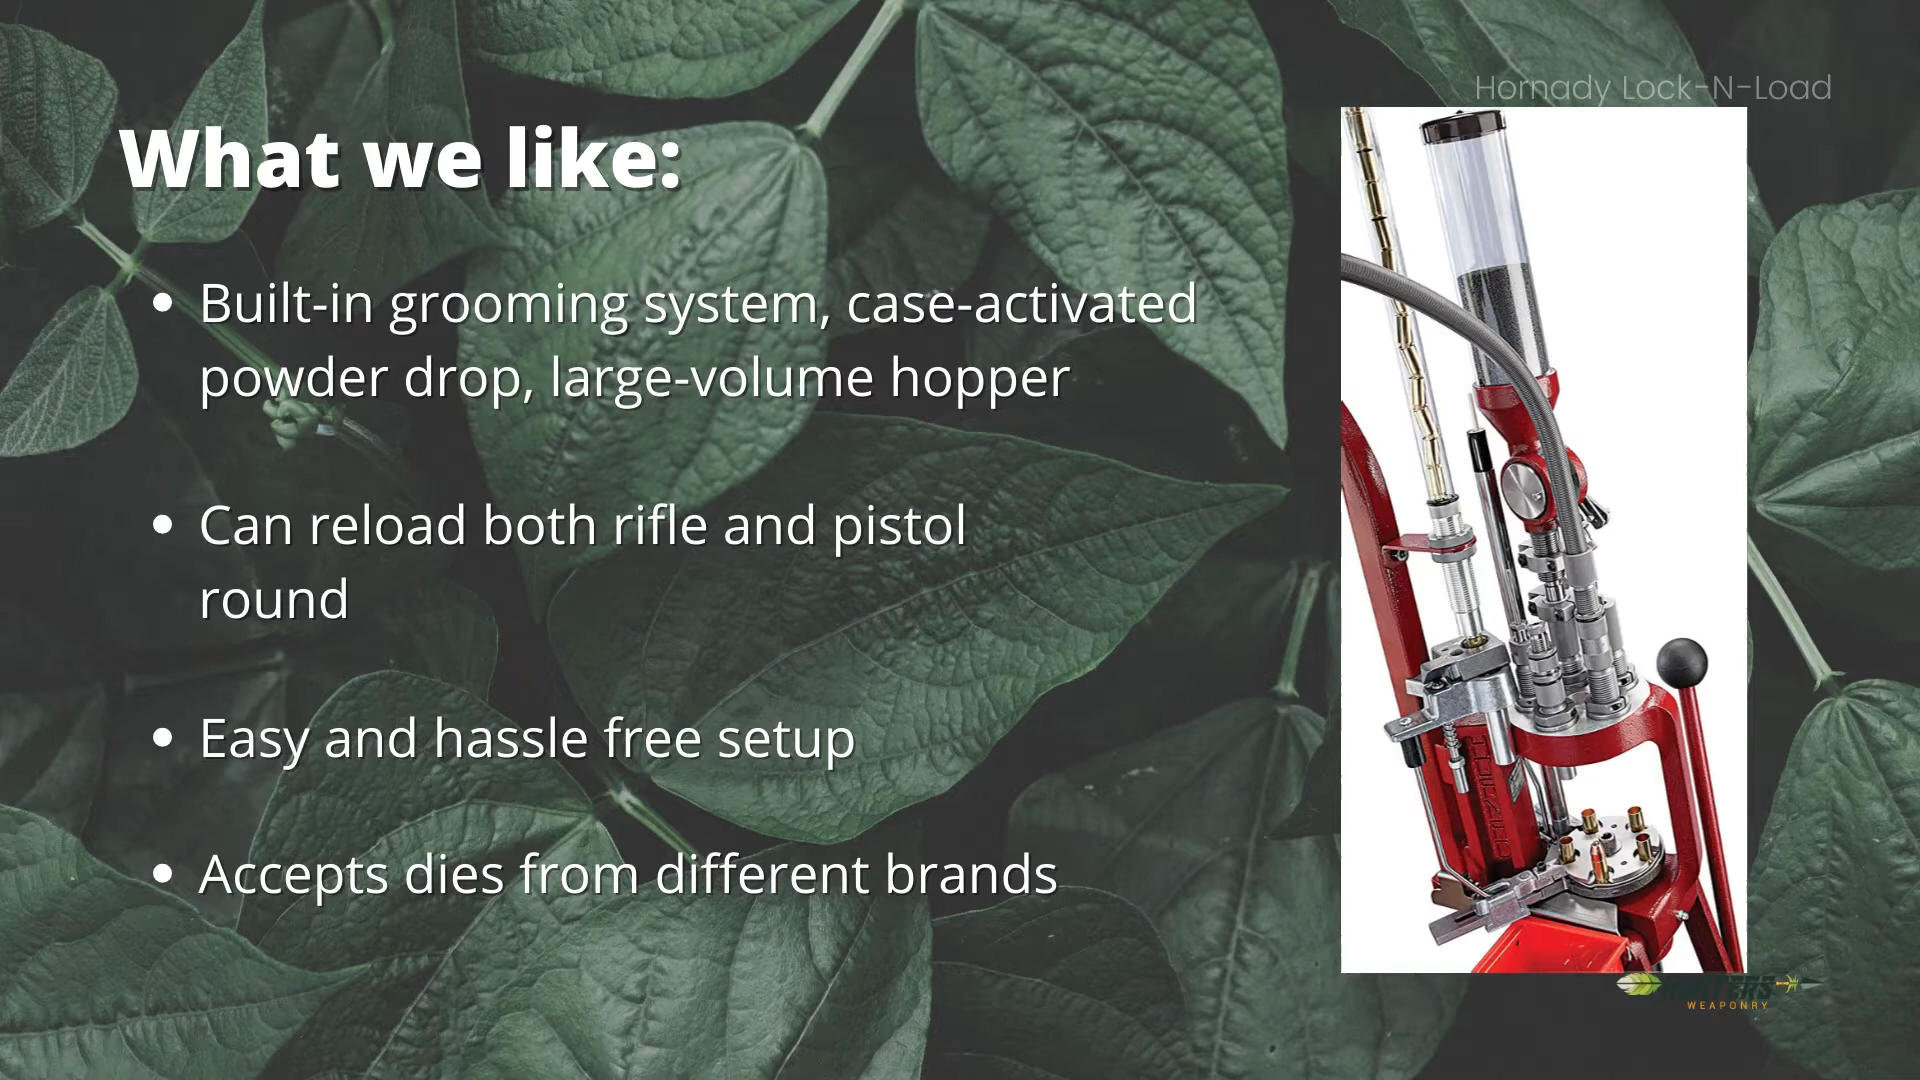 Hornady Lock-N-Load
What we like:
Built-in grooming system, case-activated
powder drop, large-volume hopper
Can reload both rifle and pistol
round
Easy and hassle free setup
Accepts dies from different brands
WEAPONRY